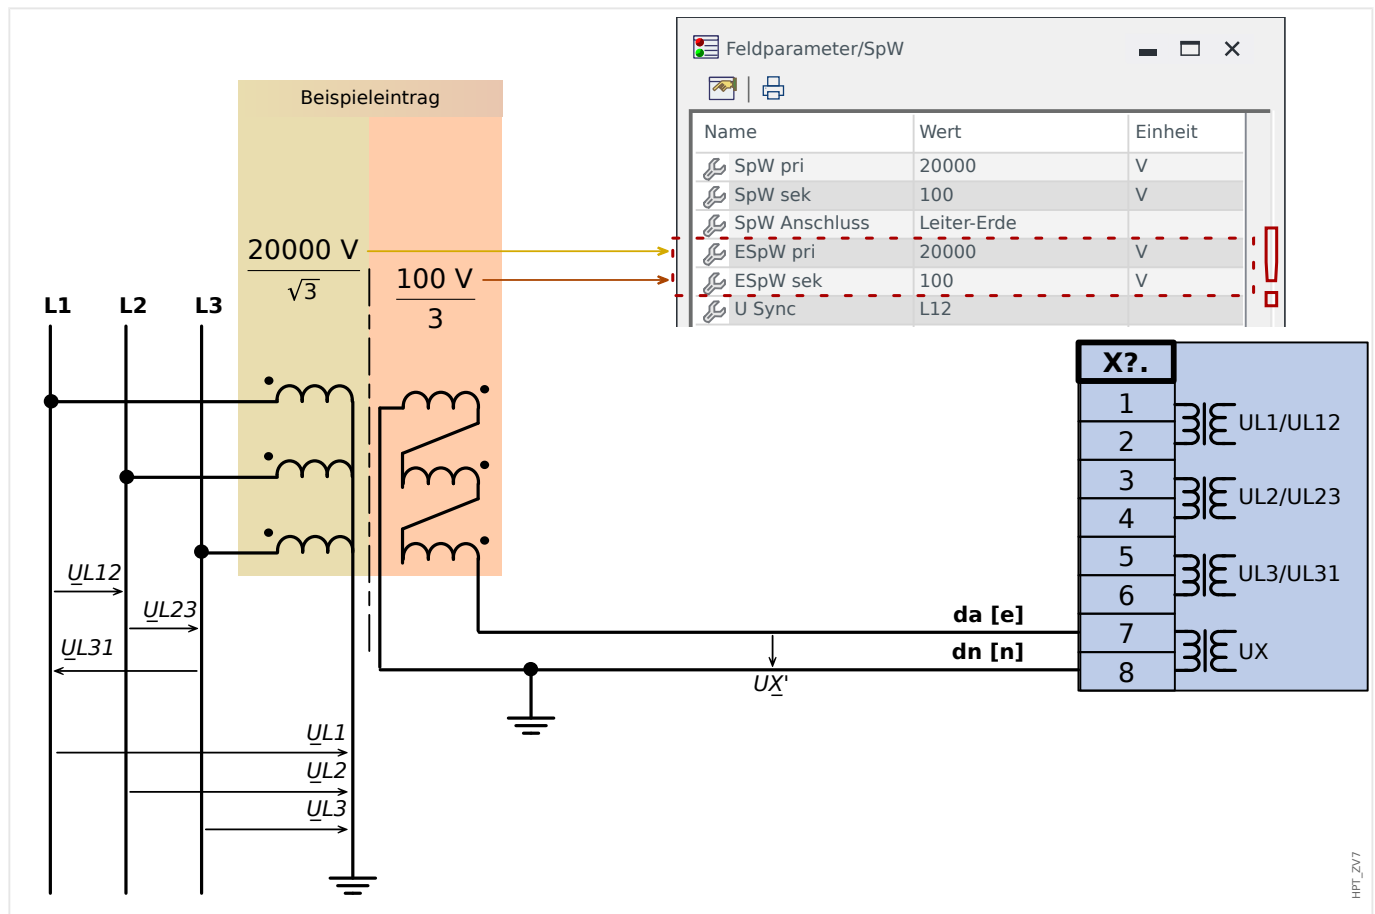 Feldparameter/SpW
Beispieleintrag
Name Wert Einheit
SpW pri 20000 V
SpW sek 100 V
SpW Anschluss Leiter-Erde
ESpW pri 20000 V
ESpW sek 100 V
U Sync L12
20000 V
√3
100 V
3
L1 L2 L3
X?.
1
2
UL1/UL12
3
4
UL2/UL23
5
6
UL3/UL31
7
8
UX
UL12
UL23
UL31
da [e]
dn [n]
UX'
UL1
UL2
UL3
HPT_ZV7